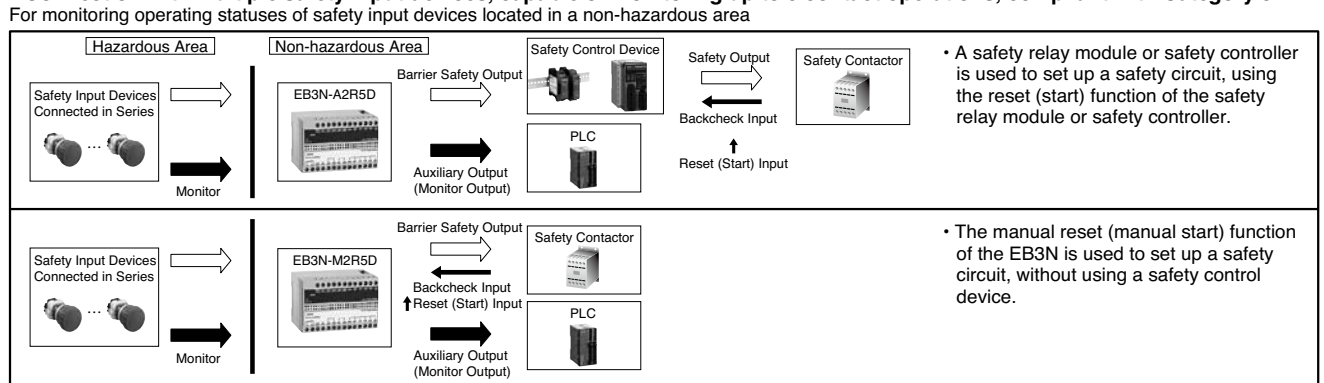 For monitoring operating statuses of safety input devices located in a non-hazardous area
Hazardous Area
Non-hazardous Area
Safety Input Devices
Connected in Series
...
Monitor
EB3N-A2R5D
Barrier Safety Output
Auxiliary Output
(Monitor Output)
Safety Control Device
PLC
Safety Output
Backcheck Input
Reset (Start) Input
Safety Contactor
• A safety relay module or safety controller
is used to set up a safety circuit, using
the reset (start) function of the safety
relay module or safety controller.
Safety Input Devices
Connected in Series
...
Monitor
EB3N-M2R5D
Barrier Safety Output
Backcheck Input
Reset (Start) Input
Auxiliary Output
(Monitor Output)
Safety Contactor
PLC
• The manual reset (manual start) function
of the EB3N is used to set up a safety
circuit, without using a safety control
device.